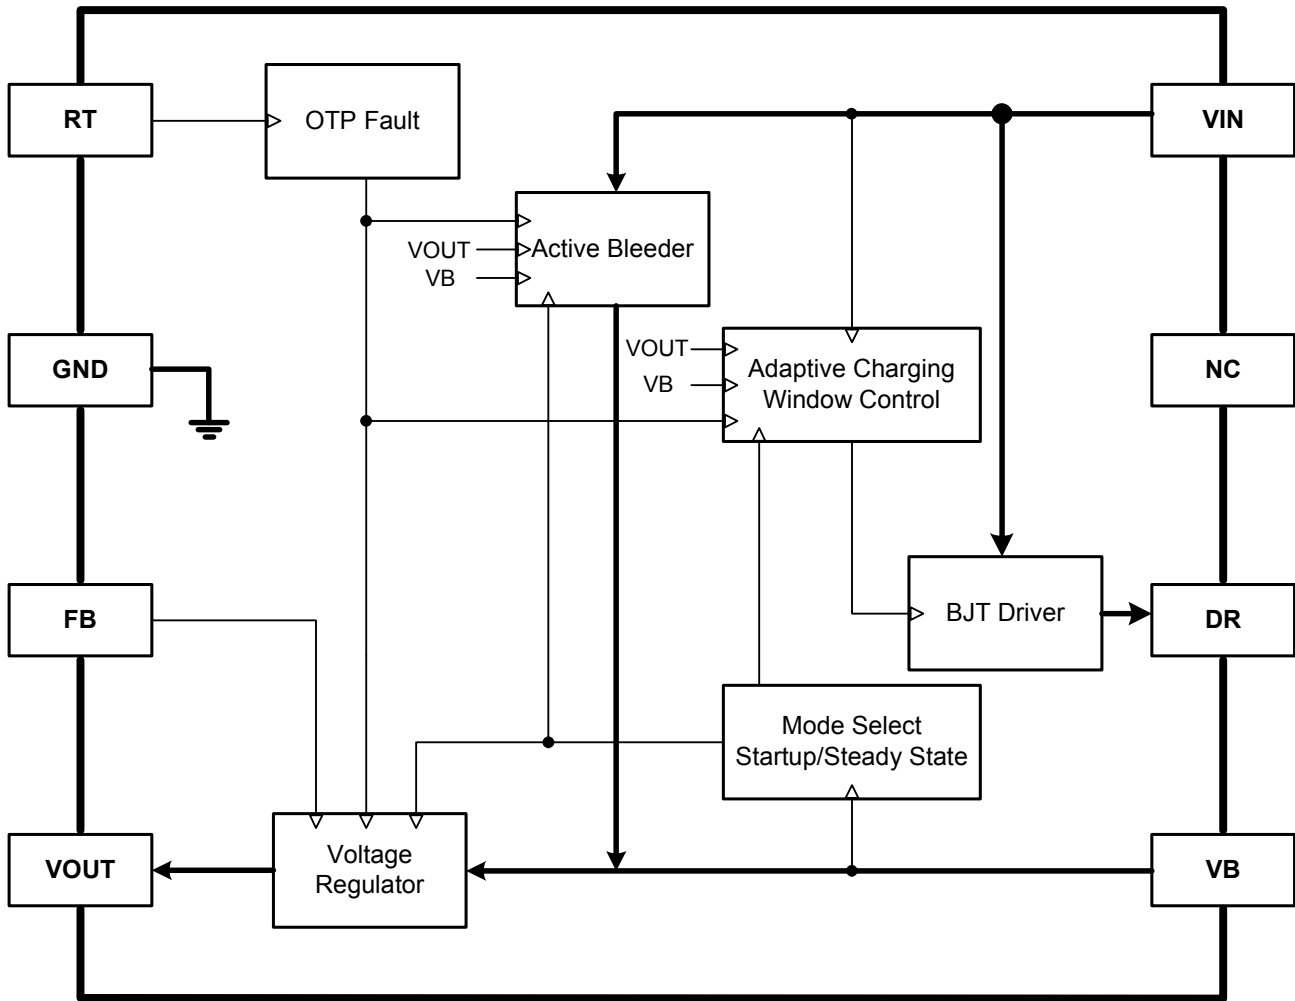 RT
OTP Fault
VIN
VOUT
Active Bleeder
VB
GND
VOUT
VB
Adaptive Charging
Window Control
NC
FB
BJT Driver
DR
Mode Select
Startup/Steady State
VOUT
Voltage
Regulator
VB